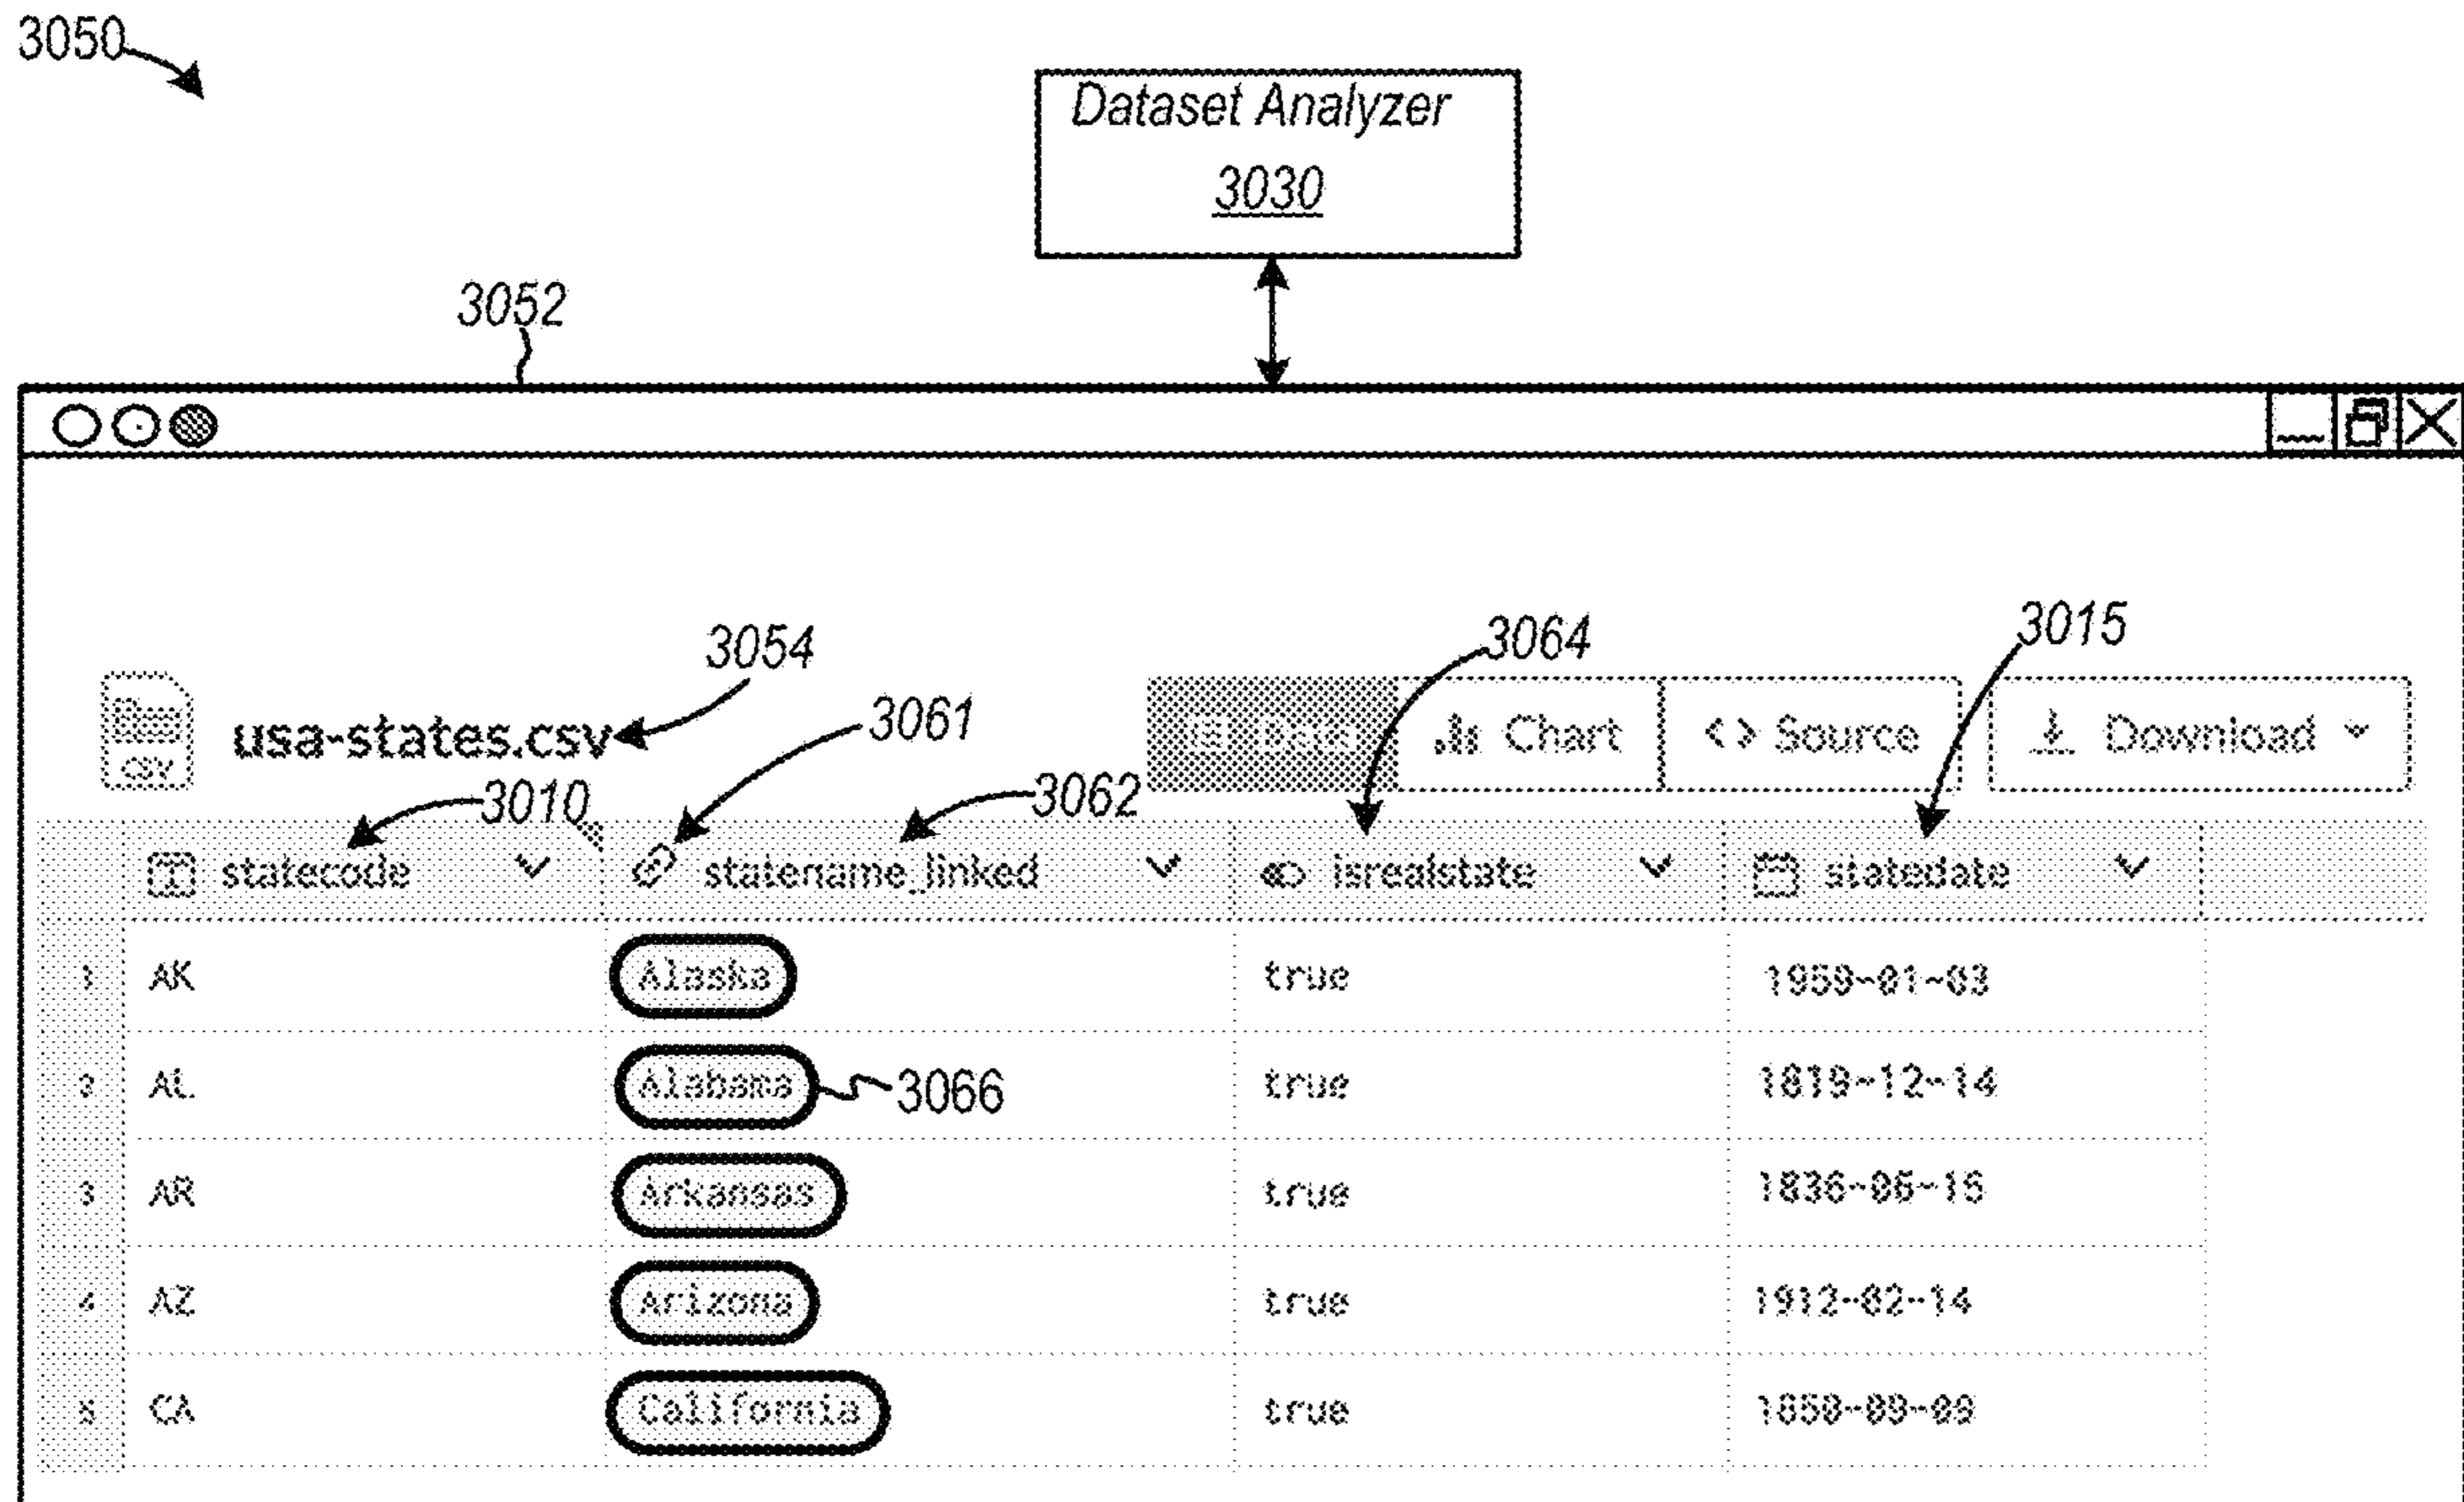 3050
Dataset Analyzer
3030
3052
3054
3064
3015
3061
CSV
usa-states.csv
Data
Chart
<> Source
Download
3010
3062
statecode
statename_linked
isrealstate
statedate
1 AK Alaska true 1959-01-03
2 AL Alabama true 1819-12-14
3066
3 AR Arkansas true 1836-06-15
4 AZ Arizona true 1912-02-14
5 CA California true 1850-09-09